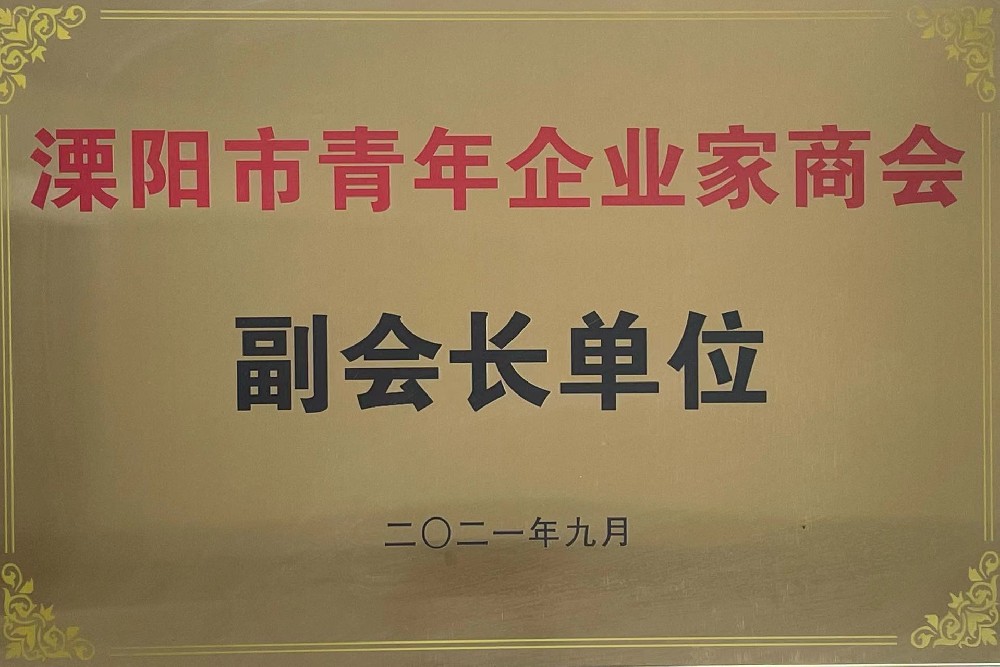 溧阳市青年企业家商会
副会长单位
二〇二一年九月